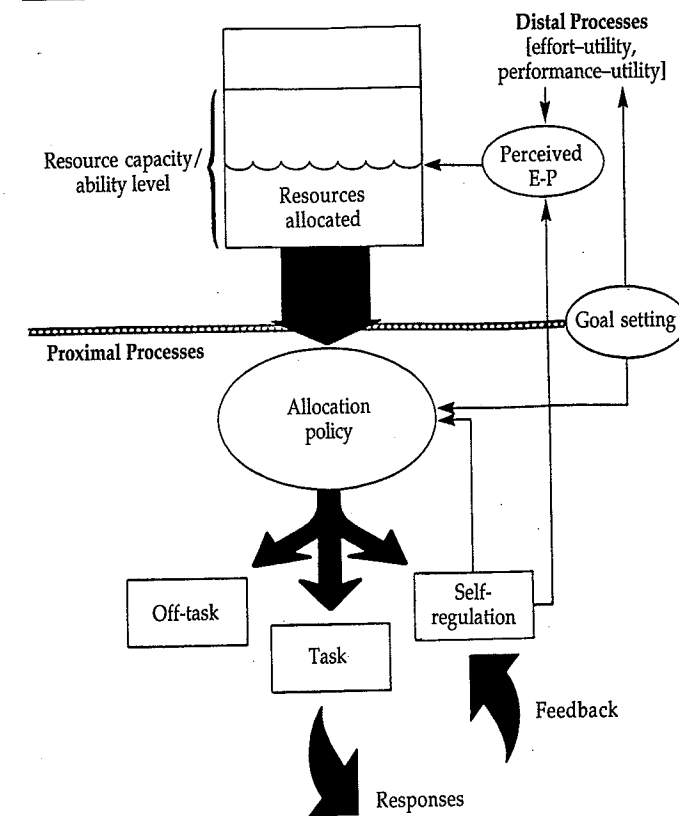 Distal Processes
[effort–utility,
performance–utility]
Resource capacity/
ability level
Perceived
E-P
Resources
allocated
Goal setting
Proximal Processes
Allocation
policy
Off-task
Self-
regulation
Task
Feedback
Responses